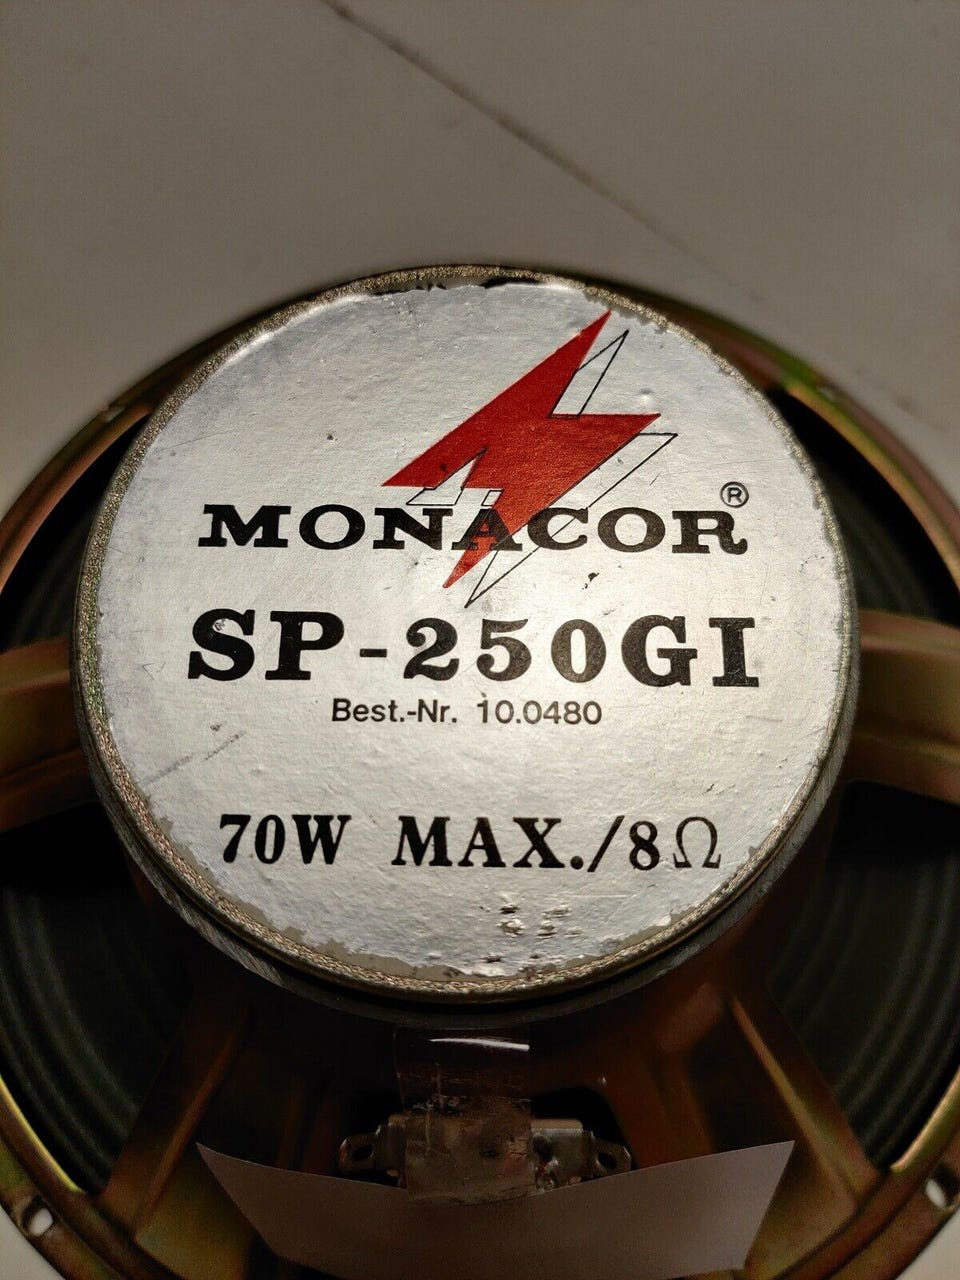 MONACOR®
SP-250GI
Best.-Nr. 10.0480
70W MAX./8Ω